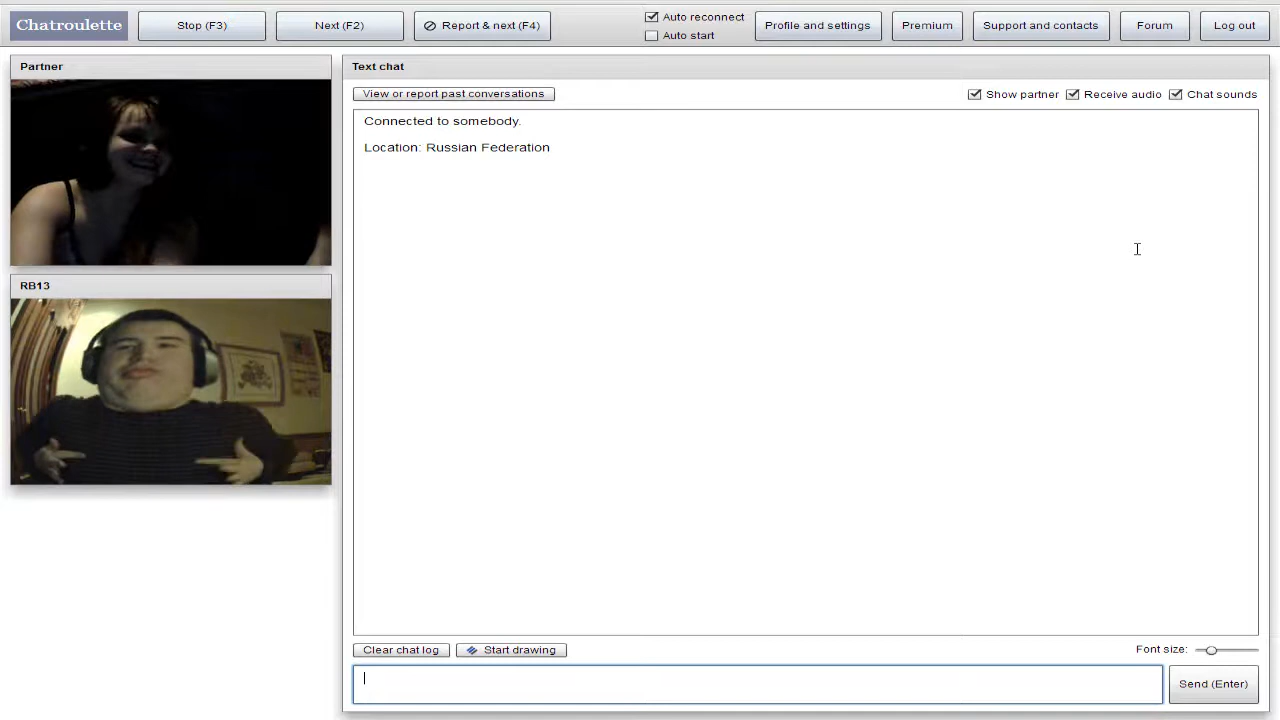 Chatroulette
Stop (F3)
Next (F2)
Report & next (F4)
Auto reconnect
Auto start
Profile and settings
Premium
Support and contacts
Forum
Log out
Partner
RB13
Text chat
View or report past conversations
Show partner
Receive audio
Chat sounds
Connected to somebody.
Location: Russian Federation
Clear chat log
Start drawing
Font size:
Send (Enter)